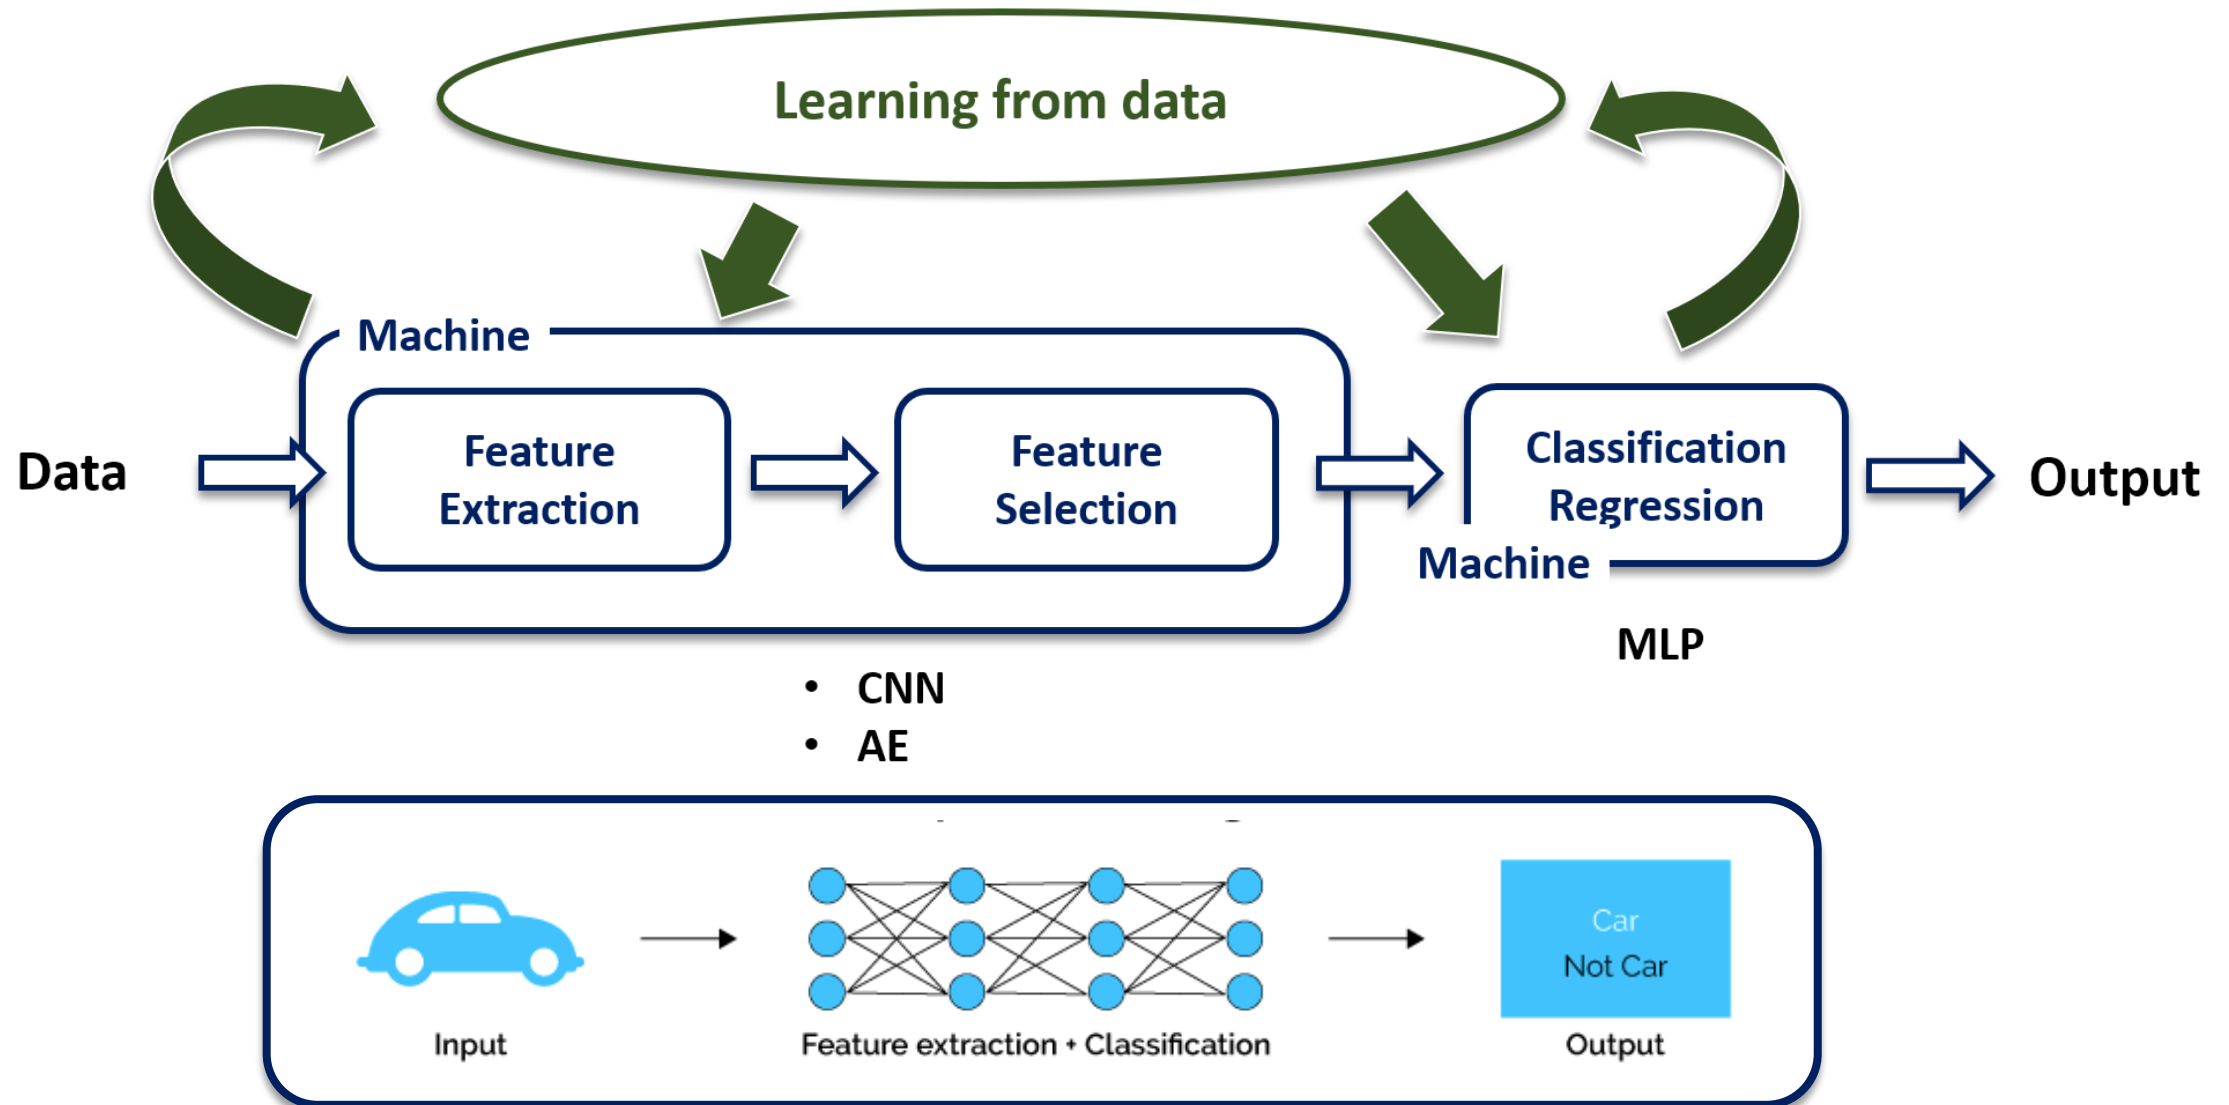 Learning from data
Machine
Data
Feature
Extraction
Feature
Selection
Classification
Regression
Machine
Output
MLP
• CNN
• AE
Car
Not Car
Input
Feature extraction + Classification
Output